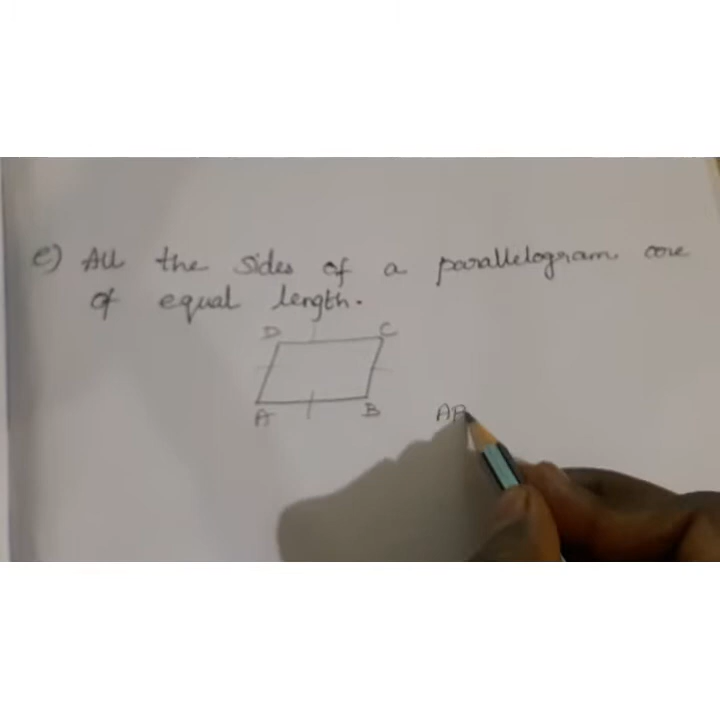 e) All the sides of a parallelogram are
of equal length.
D C
A B
AB